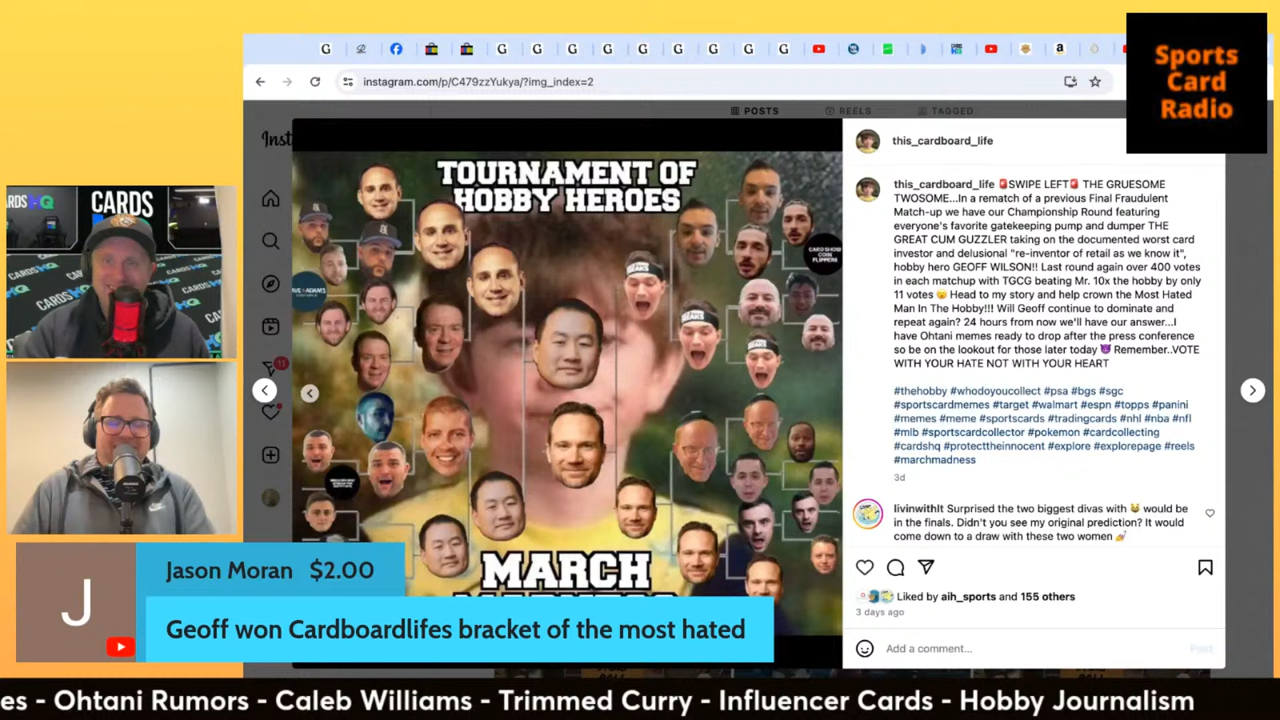 Sports
Card
Radio
instagram.com/p/C479zzYukya/?img_index=2
POSTS
REELS
TAGGED
Inst
TOURNAMENT OF
HOBBY HEROES
CARD SHOW
COIN
FLIPPERS
MARCH
CARDS
HQ
CARDS
this_cardboard_life
this_cardboard_life 🚨SWIPE LEFT🚨 THE GRUESOME
TWOSOME...In a rematch of a previous Final Fraudulent
Match-up we have our Championship Round featuring
everyone's favorite gatekeeping pump and dumper THE
GREAT CUM GUZZLER taking on the documented worst card
investor and delusional "re-inventor of retail as we know it",
hobby hero GEOFF WILSON!! Last round again over 400 votes
in each matchup with TGCG beating Mr. 10x the hobby by only
11 votes 😮 Head to my story and help crown the Most Hated
Man In The Hobby!!! Will Geoff continue to dominate and
repeat again? 24 hours from now we'll have our answer...I
have Ohtani memes ready to drop after the press conference
so be on the lookout for those later today 😈 Remember..VOTE
WITH YOUR HATE NOT WITH YOUR HEART
#thehobby #whodoyoucollect #psa #bgs #sgc
#sportscardmemes #target #walmart #espn #topps #panini
#memes #meme #sportscards #tradingcards #nhl #nba #nfl
#mlb #sportscardcollector #pokemon #cardcollecting
#cardshq #protecttheinnocent #explore #explorepage #reels
#marchmadness
3d
livinwithlt Surprised the two biggest divas with 😺 would be
in the finals. Didn't you see my original prediction? It would
come down to a draw with these two women 💅
Liked by aih_sports and 155 others
3 days ago
Add a comment...
Post
11
J
Jason Moran $2.00
Geoff won Cardboardlifes bracket of the most hated
es - Ohtani Rumors - Caleb Williams - Trimmed Curry - Influencer Cards - Hobby Journalism